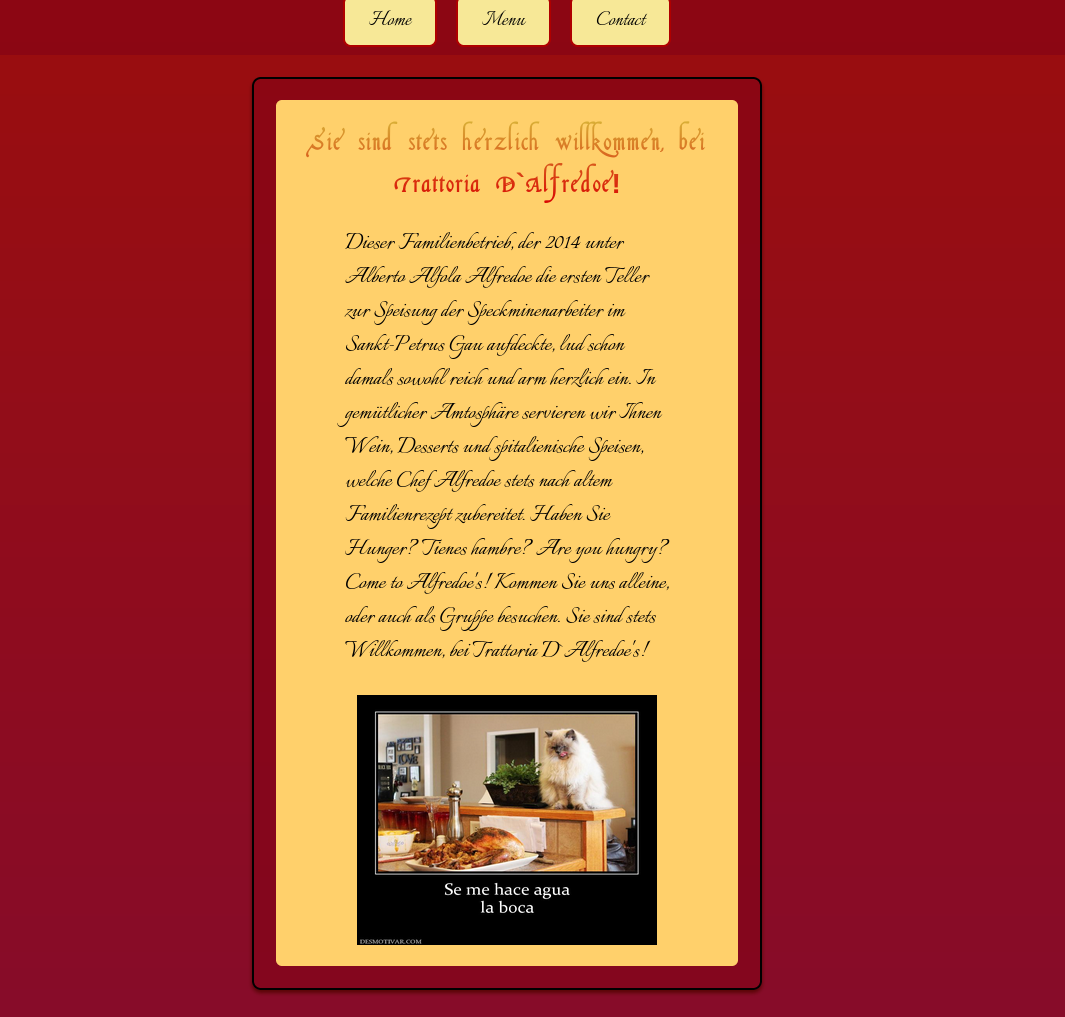 Home Menu Contact
Sie sind stets herzlich willkommen, bei
Trattoria D`Alfredoe!
Dieser Familienbetrieb, der 2014 unter
Alberto Alfola Alfredoe die ersten Teller
zur Speisung der Speckminenarbeiter im
Sankt-Petrus Gau aufdeckte, lud schon
damals sowohl reich und arm herzlich ein. In
gemütlicher Amtosphäre servieren wir Ihnen
Wein, Desserts und spitalienische Speisen,
welche Chef Alfredoe stets nach altem
Familienrezept zubereitet. Haben Sie
Hunger? Tienes hambre? Are you hungry?
Come to Alfredoe's! Kommen Sie uns alleine,
oder auch als Gruppe besuchen. Sie sind stets
Willkommen, bei Trattoria D`Alfredoe's!
Se me hace agua
la boca
DESMOTIVAR.COM